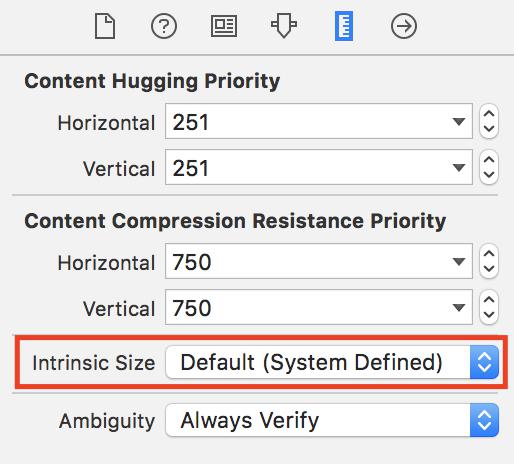 Content Hugging Priority
Horizontal 251
Vertical 251
Content Compression Resistance Priority
Horizontal 750
Vertical 750
Intrinsic Size Default (System Defined)
Ambiguity Always Verify